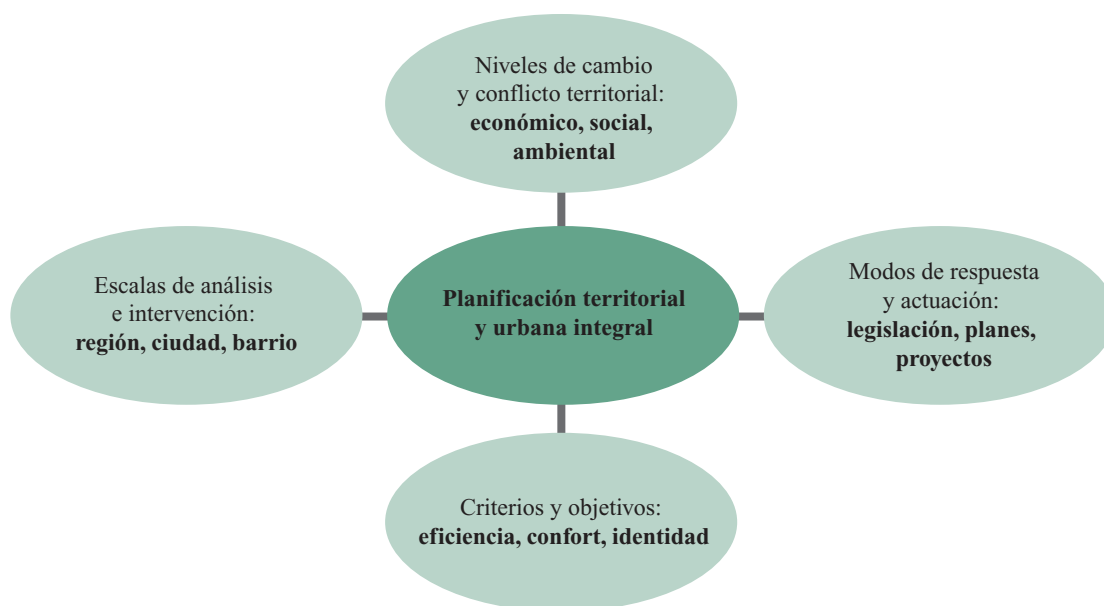 Niveles de cambio
y conflicto territorial:
económico, social,
ambiental
Escalas de análisis
e intervención:
región, ciudad, barrio
Planificación territorial
y urbana integral
Modos de respuesta
y actuación:
legislación, planes,
proyectos
Criterios y objetivos:
eficiencia, confort, identidad